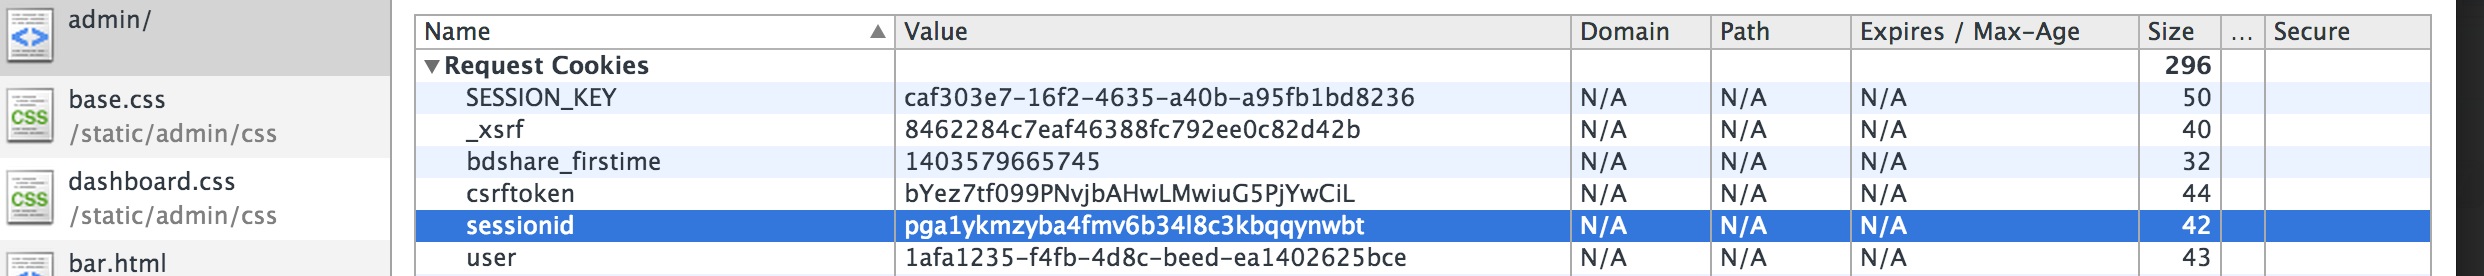 admin/
base.css
/static/admin/css
dashboard.css
/static/admin/css
bar.html
Name Value Domain Path Expires / Max-Age Size ... Secure
Request Cookies 296
SESSION_KEY caf303e7-16f2-4635-a40b-a95fb1bd8236 N/A N/A N/A 50
_xsrf 8462284c7eaf46388fc792ee0c82d42b N/A N/A N/A 40
bdshare_firstime 1403579665745 N/A N/A N/A 32
csrftoken bYez7tf099PNvjbAHwLMwiuG5PjYwCiL N/A N/A N/A 44
sessionid pga1ykmzyba4fmv6b34l8c3kbqqynwbt N/A N/A N/A 42
user 1afa1235-f4fb-4d8c-beed-ea1402625bce N/A N/A N/A 43